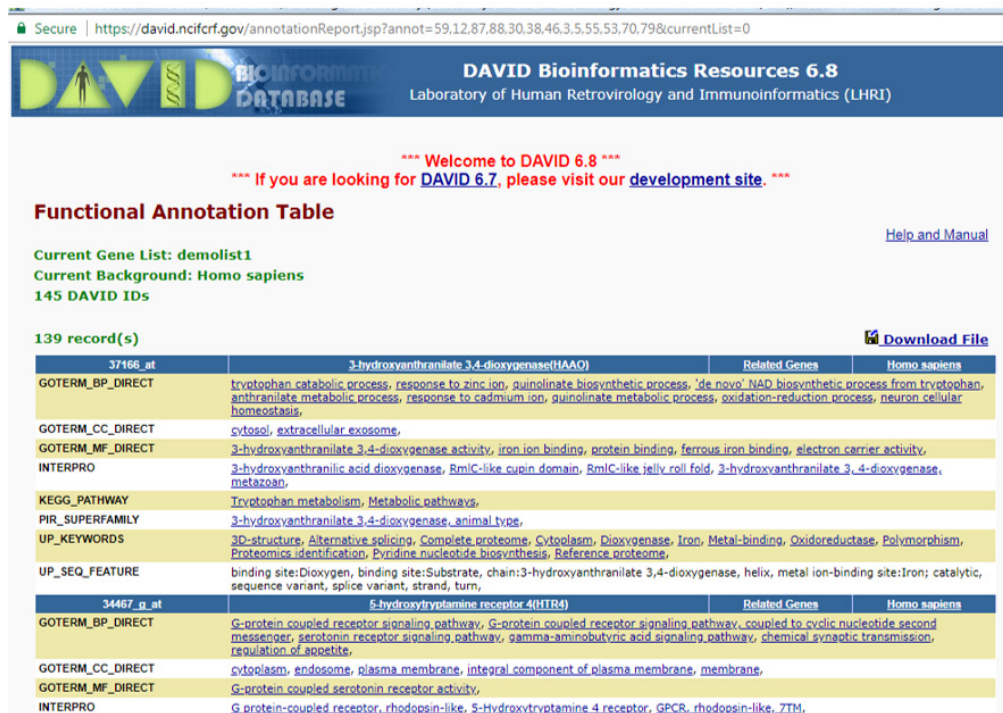 Secure | https://david.ncifcrf.gov/annotationReport.jsp?annot=59,12,87,88,30,38,46,3,5,55,53,70,79&currentList=0
DAVID BIOINFORMATICS DATABASE
DAVID Bioinformatics Resources 6.8
Laboratory of Human Retrovirology and Immunoinformatics (LHRI)
*** Welcome to DAVID 6.8 ***
*** If you are looking for DAVID 6.7, please visit our development site. ***
Functional Annotation Table
Help and Manual
Current Gene List: demolist1
Current Background: Homo sapiens
145 DAVID IDs
139 record(s) Download File
37166_at 3-hydroxyanthranilate 3,4-dioxygenase(HAAO) Related Genes Homo sapiens
GOTERM_BP_DIRECT tryptophan catabolic process, response to zinc ion, quinolinate biosynthetic process, 'de novo' NAD biosynthetic process from tryptophan,
anthranilate metabolic process, response to cadmium ion, quinolinate metabolic process, oxidation-reduction process, neuron cellular
homeostasis,
GOTERM_CC_DIRECT cytosol, extracellular exosome,
GOTERM_MF_DIRECT 3-hydroxyanthranilate 3,4-dioxygenase activity, iron ion binding, protein binding, ferrous iron binding, electron carrier activity,
INTERPRO 3-hydroxyanthranilic acid dioxygenase, RmlC-like cupin domain, RmlC-like jelly roll fold, 3-hydroxyanthranilate 3, 4-dioxygenase,
metazoan,
KEGG_PATHWAY Tryptophan metabolism, Metabolic pathways,
PIR_SUPERFAMILY 3-hydroxyanthranilate 3,4-dioxygenase, animal type,
UP_KEYWORDS 3D-structure, Alternative splicing, Complete proteome, Cytoplasm, Dioxygenase, Iron, Metal-binding, Oxidoreductase, Polymorphism,
Proteomics identification, Pyridine nucleotide biosynthesis, Reference proteome,
UP_SEQ_FEATURE binding site:Dioxygen, binding site:Substrate, chain:3-hydroxyanthranilate 3,4-dioxygenase, helix, metal ion-binding site:Iron; catalytic,
sequence variant, splice variant, strand, turn,
34467_g_at 5-hydroxytryptamine receptor 4(HTR4) Related Genes Homo sapiens
GOTERM_BP_DIRECT G-protein coupled receptor signaling pathway, G-protein coupled receptor signaling pathway, coupled to cyclic nucleotide second
messenger, serotonin receptor signaling pathway, gamma-aminobutyric acid signaling pathway, chemical synaptic transmission,
regulation of appetite,
GOTERM_CC_DIRECT cytoplasm, endosome, plasma membrane, integral component of plasma membrane, membrane,
GOTERM_MF_DIRECT G-protein coupled serotonin receptor activity,
INTERPRO G protein-coupled receptor, rhodopsin-like, 5-Hydroxytryptamine 4 receptor, GPCR, rhodopsin-like, 7TM,